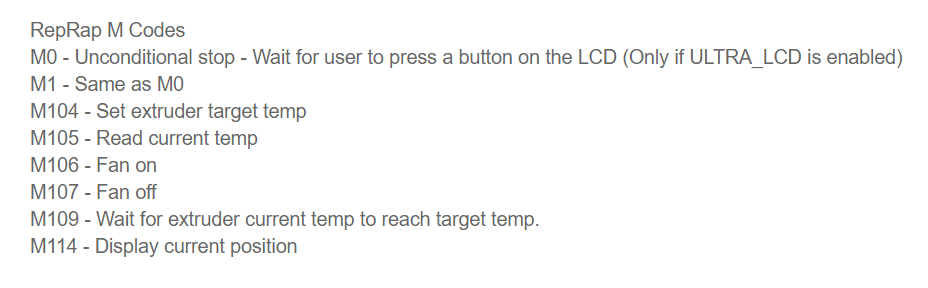 RepRap M Codes
M0 - Unconditional stop - Wait for user to press a button on the LCD (Only if ULTRA_LCD is enabled)
M1 - Same as M0
M104 - Set extruder target temp
M105 - Read current temp
M106 - Fan on
M107 - Fan off
M109 - Wait for extruder current temp to reach target temp.
M114 - Display current position